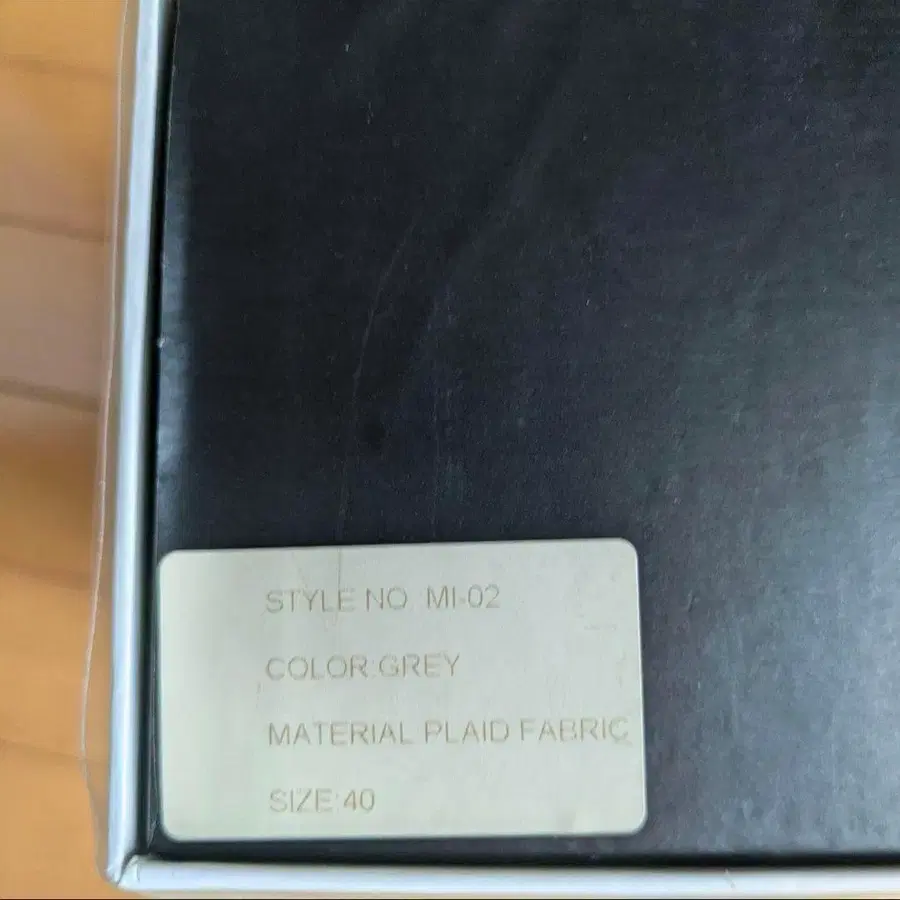 STYLE NO MI-02
COLOR:GREY
MATERIAL PLAID FABRIC
SIZE:40